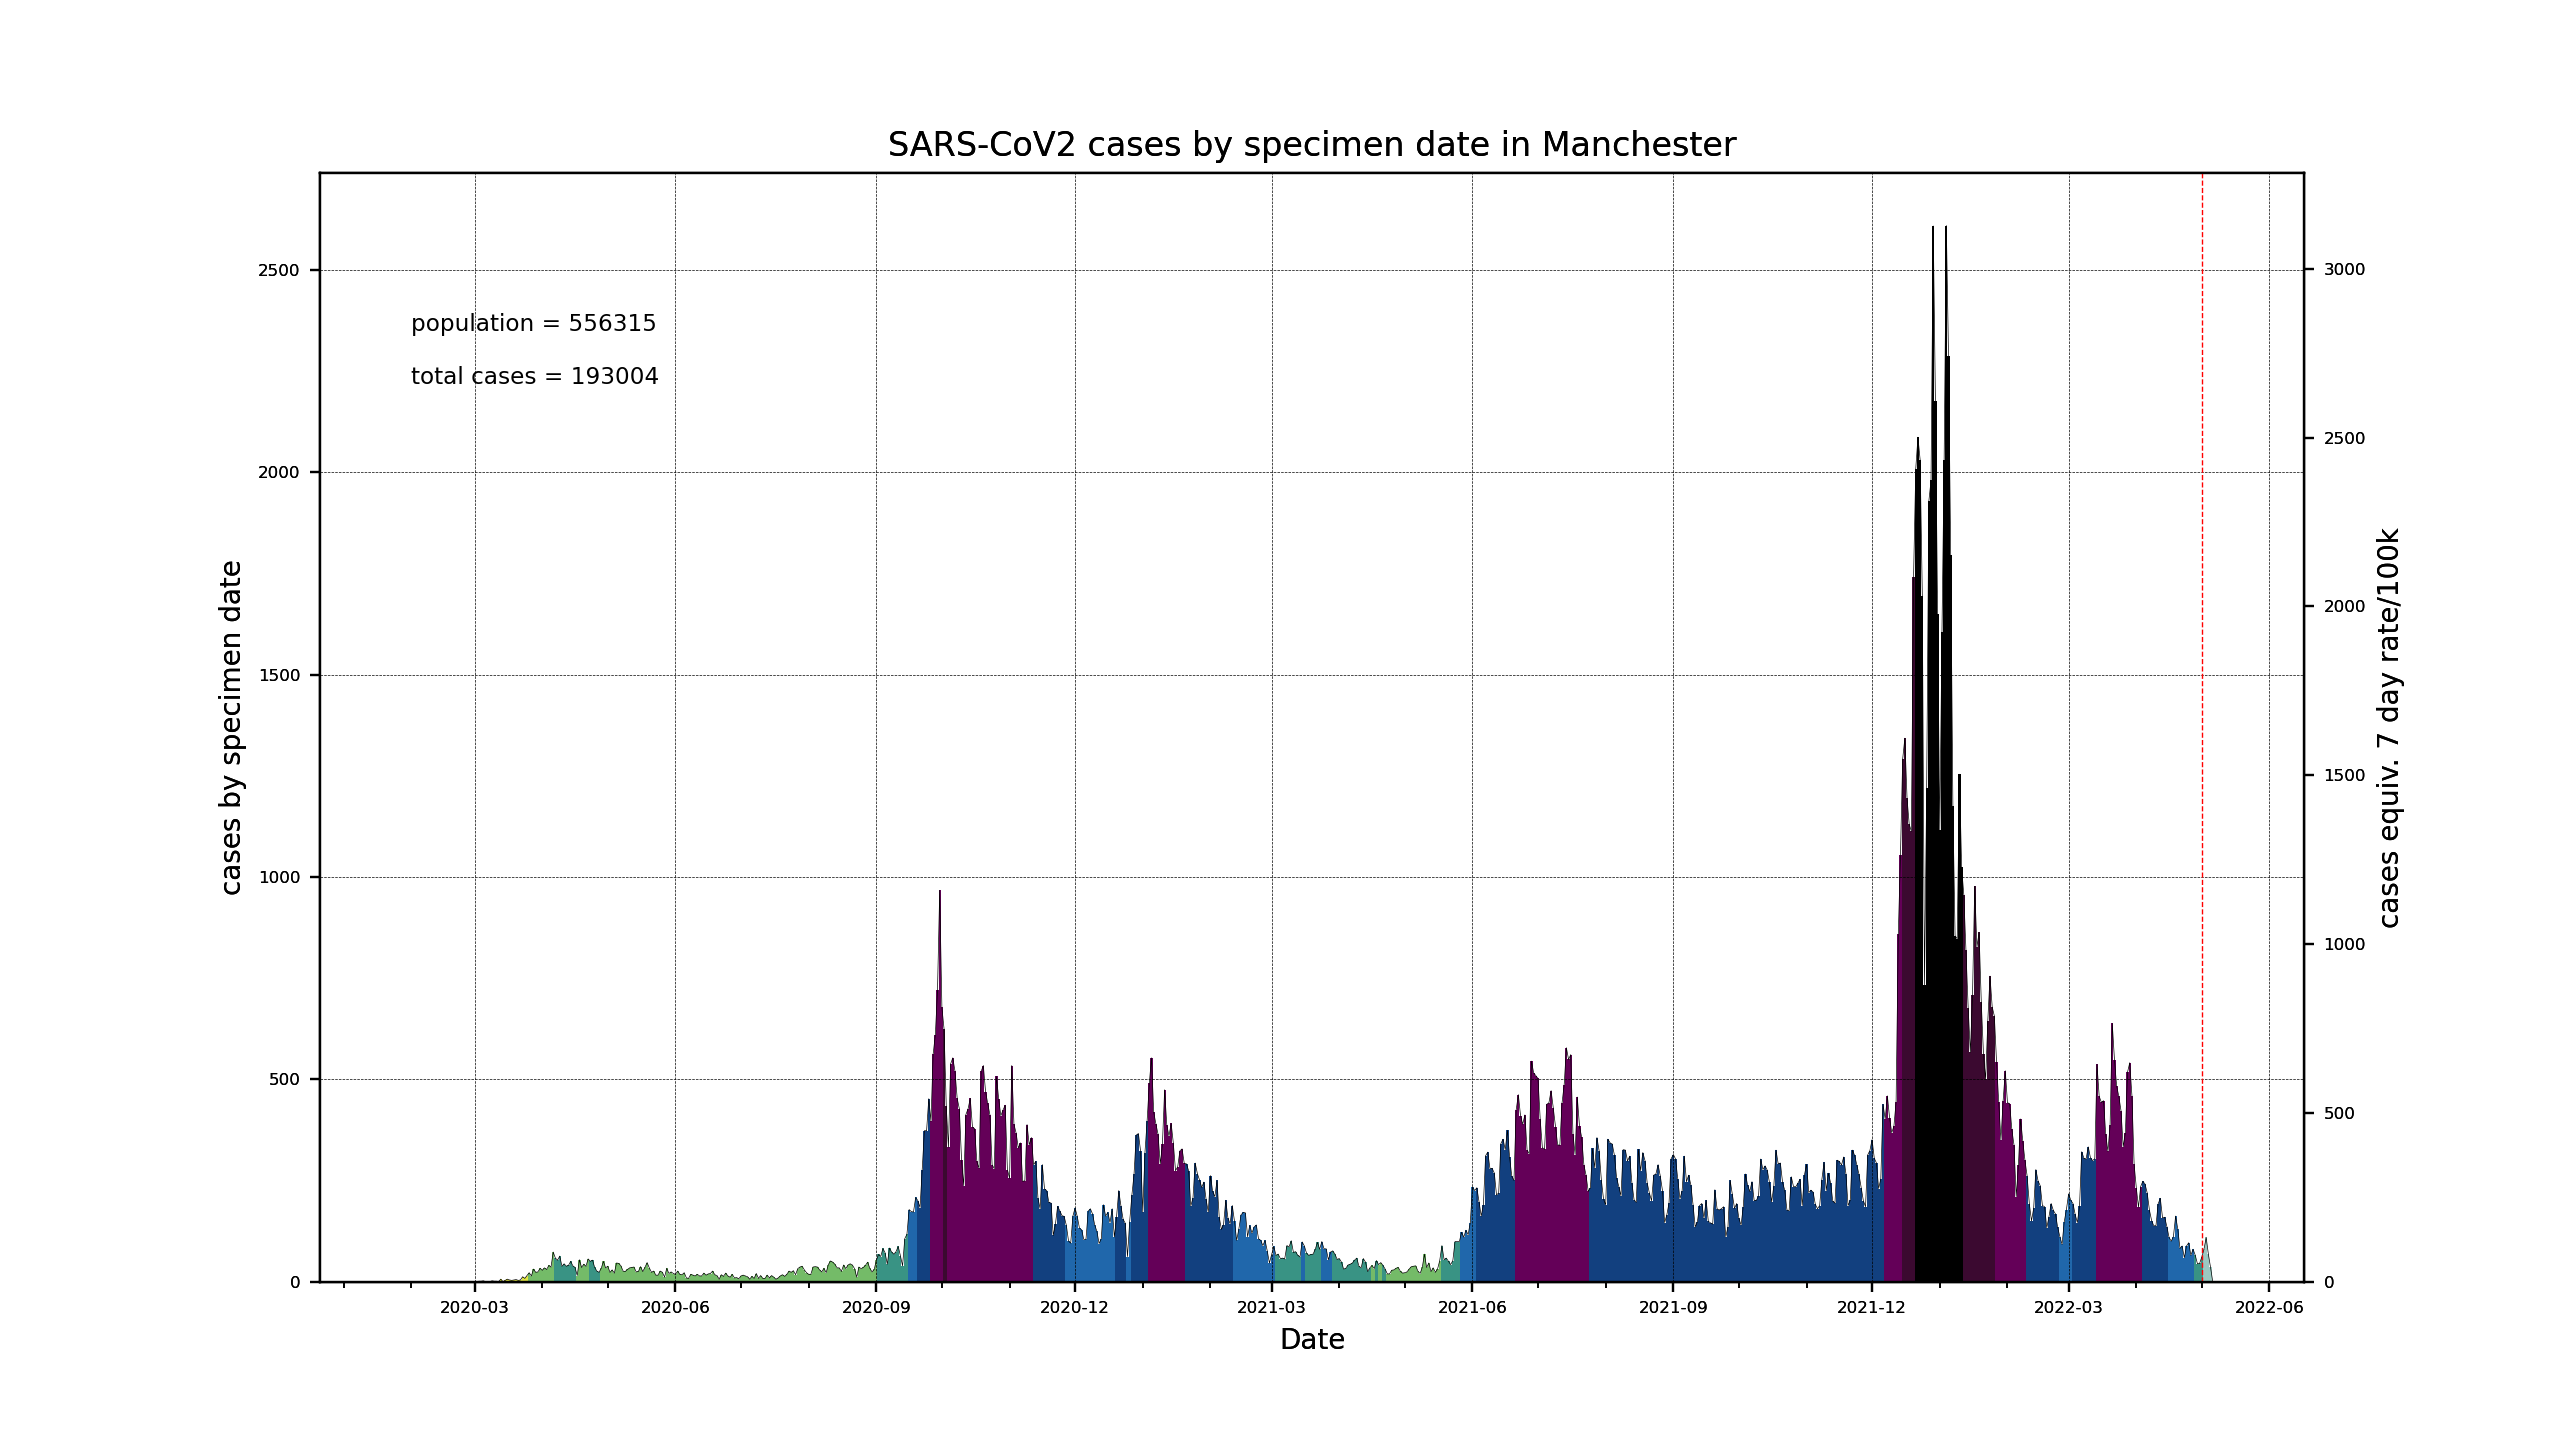 SARS-CoV2 cases by specimen date in Manchester
population = 556315
total cases = 193004
cases by specimen date
2500
2000
1500
1000
500
0
3000
2500
2000
1500
1000
500
0
cases equiv. 7 day rate/100k
2020-03 2020-06 2020-09 2020-12 2021-03 2021-06 2021-09 2021-12 2022-03 2022-06
Date